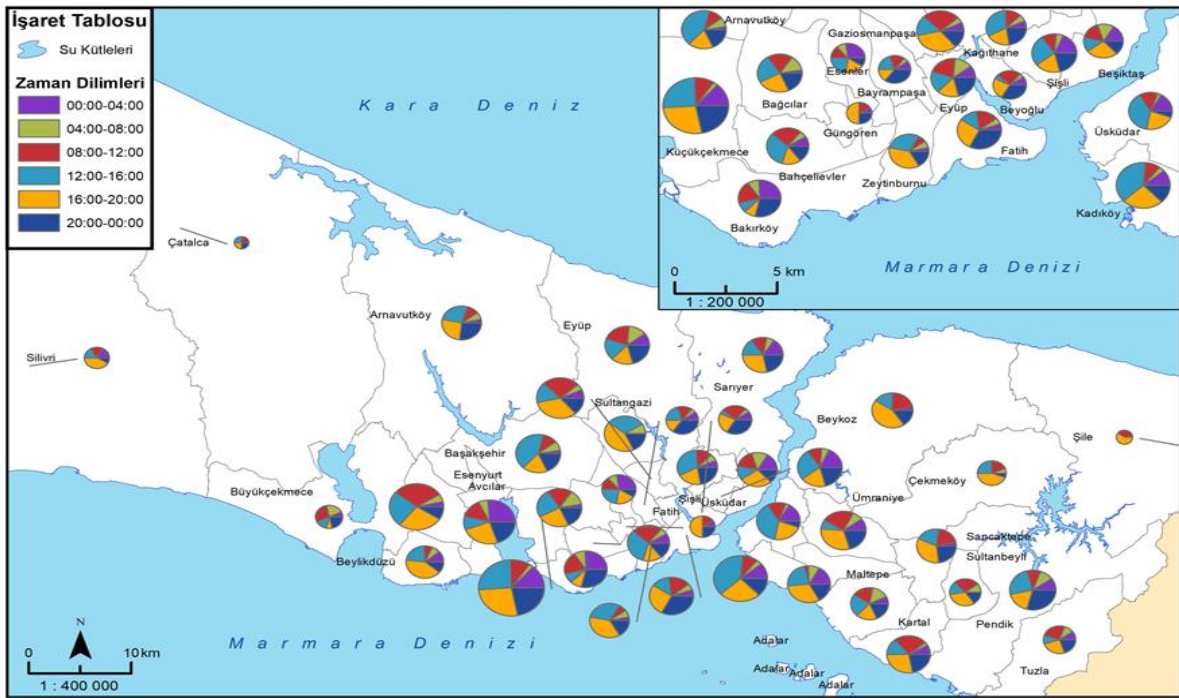 İşaret Tablosu
Su Kütleleri
Zaman Dilimleri
00:00-04:00
04:00-08:00
08:00-12:00
12:00-16:00
16:00-20:00
20:00-00:00
Kara Deniz
Arnavutköy
Gaziosmanpaşa
Kağıthane
Esenler
Şişli
Beşiktaş
Bağcılar
Bayrampaşa
Eyüp
Beyoğlu
Üsküdar
Güngören
Küçükçekmece
Fatih
Bahçelievler
Zeytinburnu
Kadıköy
Bakırköy
Marmara Denizi
0 5 km
1 : 200 000
Çatalca
Arnavutköy
Eyüp
Silivri
Sarıyer
Sultangazi
Beykoz
Şile
Başakşehir
Esenyurt
Avcılar
Çekmeköy
Büyükçekmece
Ümraniye
Şişli
Üsküdar
Fatih
Sancaktepe
Sultanbeyli
Beylikdüzü
Maltepe
Kartal
Pendik
Tuzla
Marmara Denizi
Adalar
Adalar
Adalar
Adalar
N
0 10 km
1 : 400 000